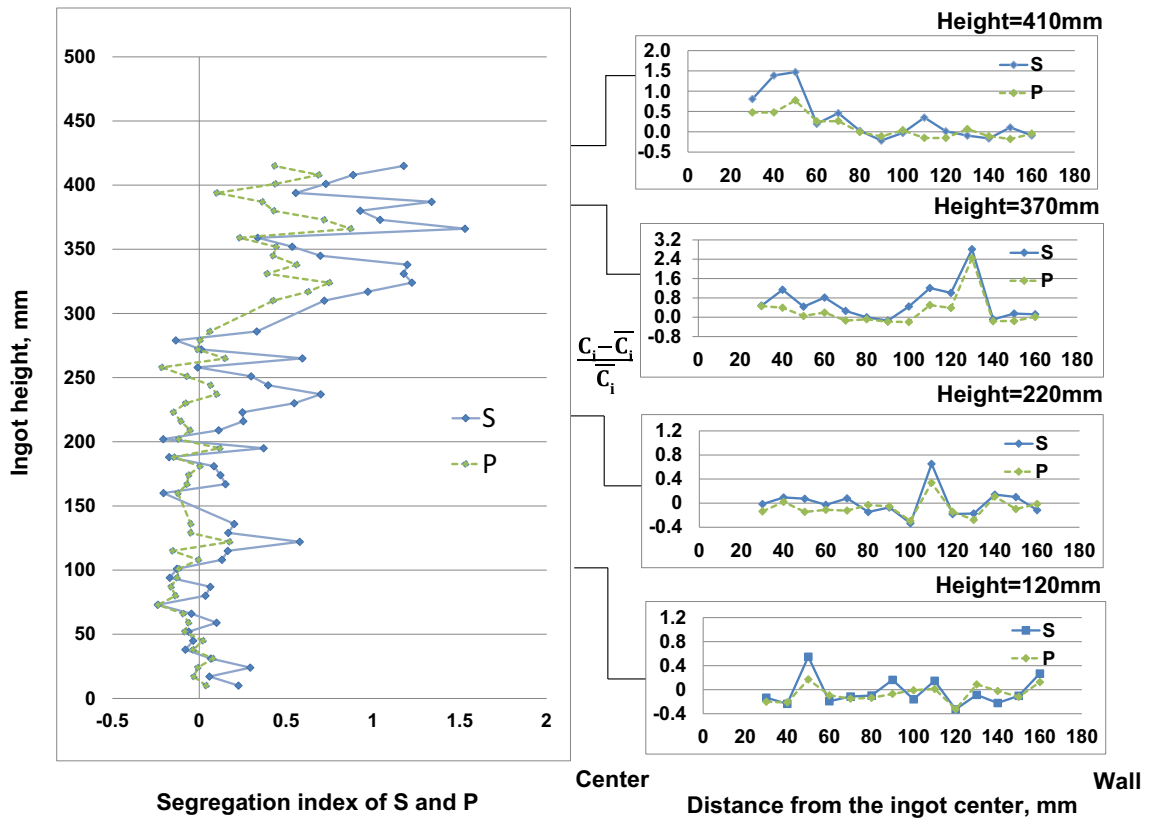 Height=410mm
500
450
400
350
300
250
200
150
100
50
0
-0.5 0 0.5 1 1.5 2
Ingot height, mm
S
P
Segregation index of S and P
2.0
1.5
1.0
0.5
0.0
-0.5
S
P
0 20 40 60 80 100 120 140 160 180
Height=370mm
3.2
2.4
1.6
0.8
0.0
-0.8
S
P
0 20 40 60 80 100 120 140 160 180
C̅ᵢ
Cᵢ−C̅ᵢ
Height=220mm
1.2
0.8
0.4
0
-0.4
S
P
0 20 40 60 80 100 120 140 160 180
Height=120mm
1.2
0.8
0.4
0
-0.4
S
P
0 20 40 60 80 100 120 140 160 180
Center Wall
Distance from the ingot center, mm